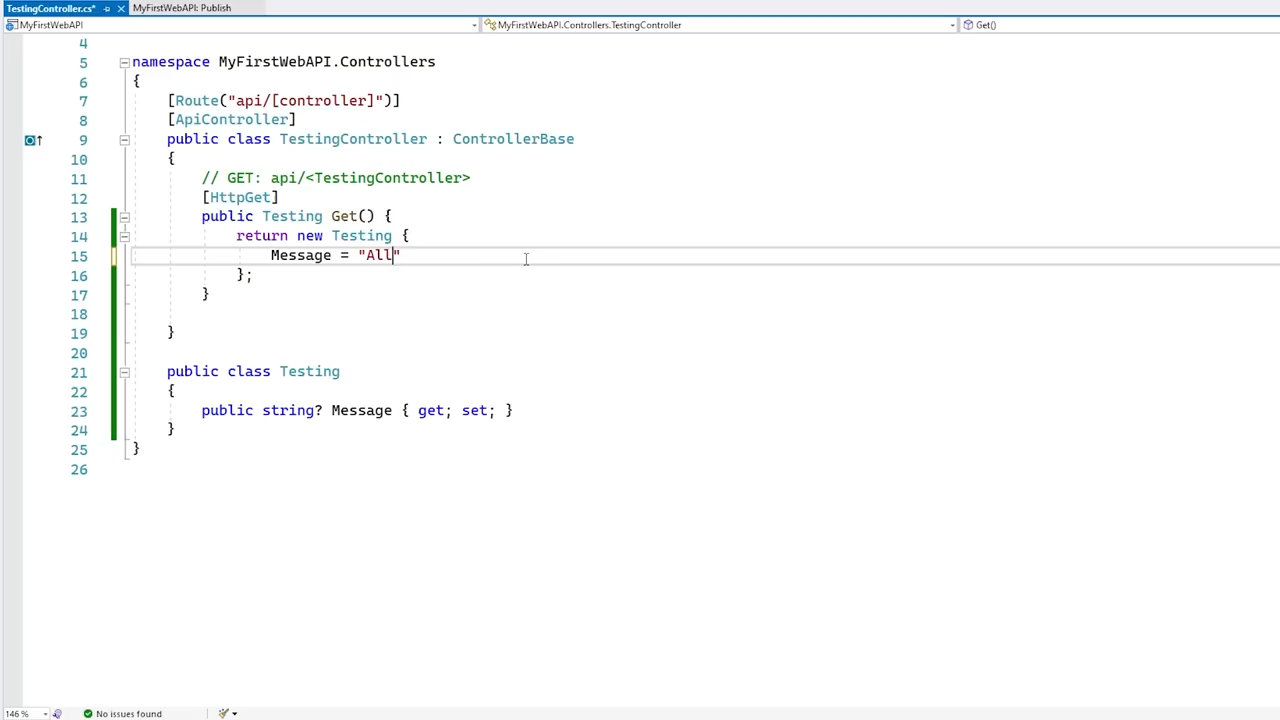 TestingController.cs* MyFirstWebAPI: Publish
MyFirstWebAPI MyFirstWebAPI.Controllers.TestingController Get()
4
5 namespace MyFirstWebAPI.Controllers
6 {
7 [Route("api/[controller]")]
8 [ApiController]
9 public class TestingController : ControllerBase
10 {
11 // GET: api/<TestingController>
12 [HttpGet]
13 public Testing Get() {
14 return new Testing {
15 Message = "All"
16 };
17 }
18
19 }
20
21 public class Testing
22 {
23 public string? Message { get; set; }
24 }
25 }
26
146 % No issues found